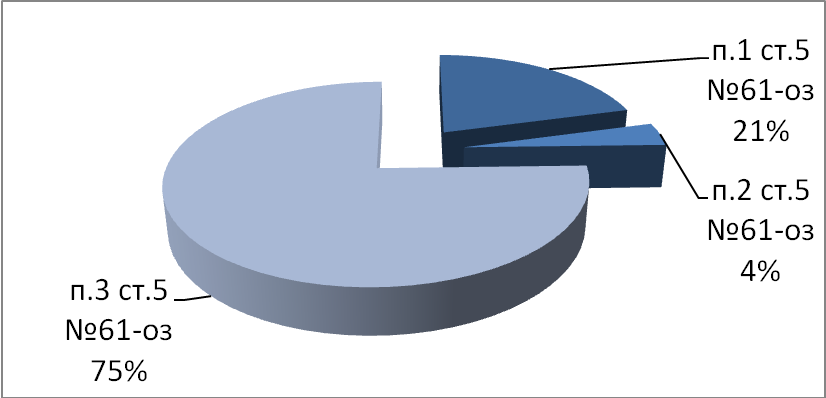 п.1 ст.5
№61-оз
21%
п.2 ст.5
№61-оз
4%
п.3 ст.5
№61-оз
75%